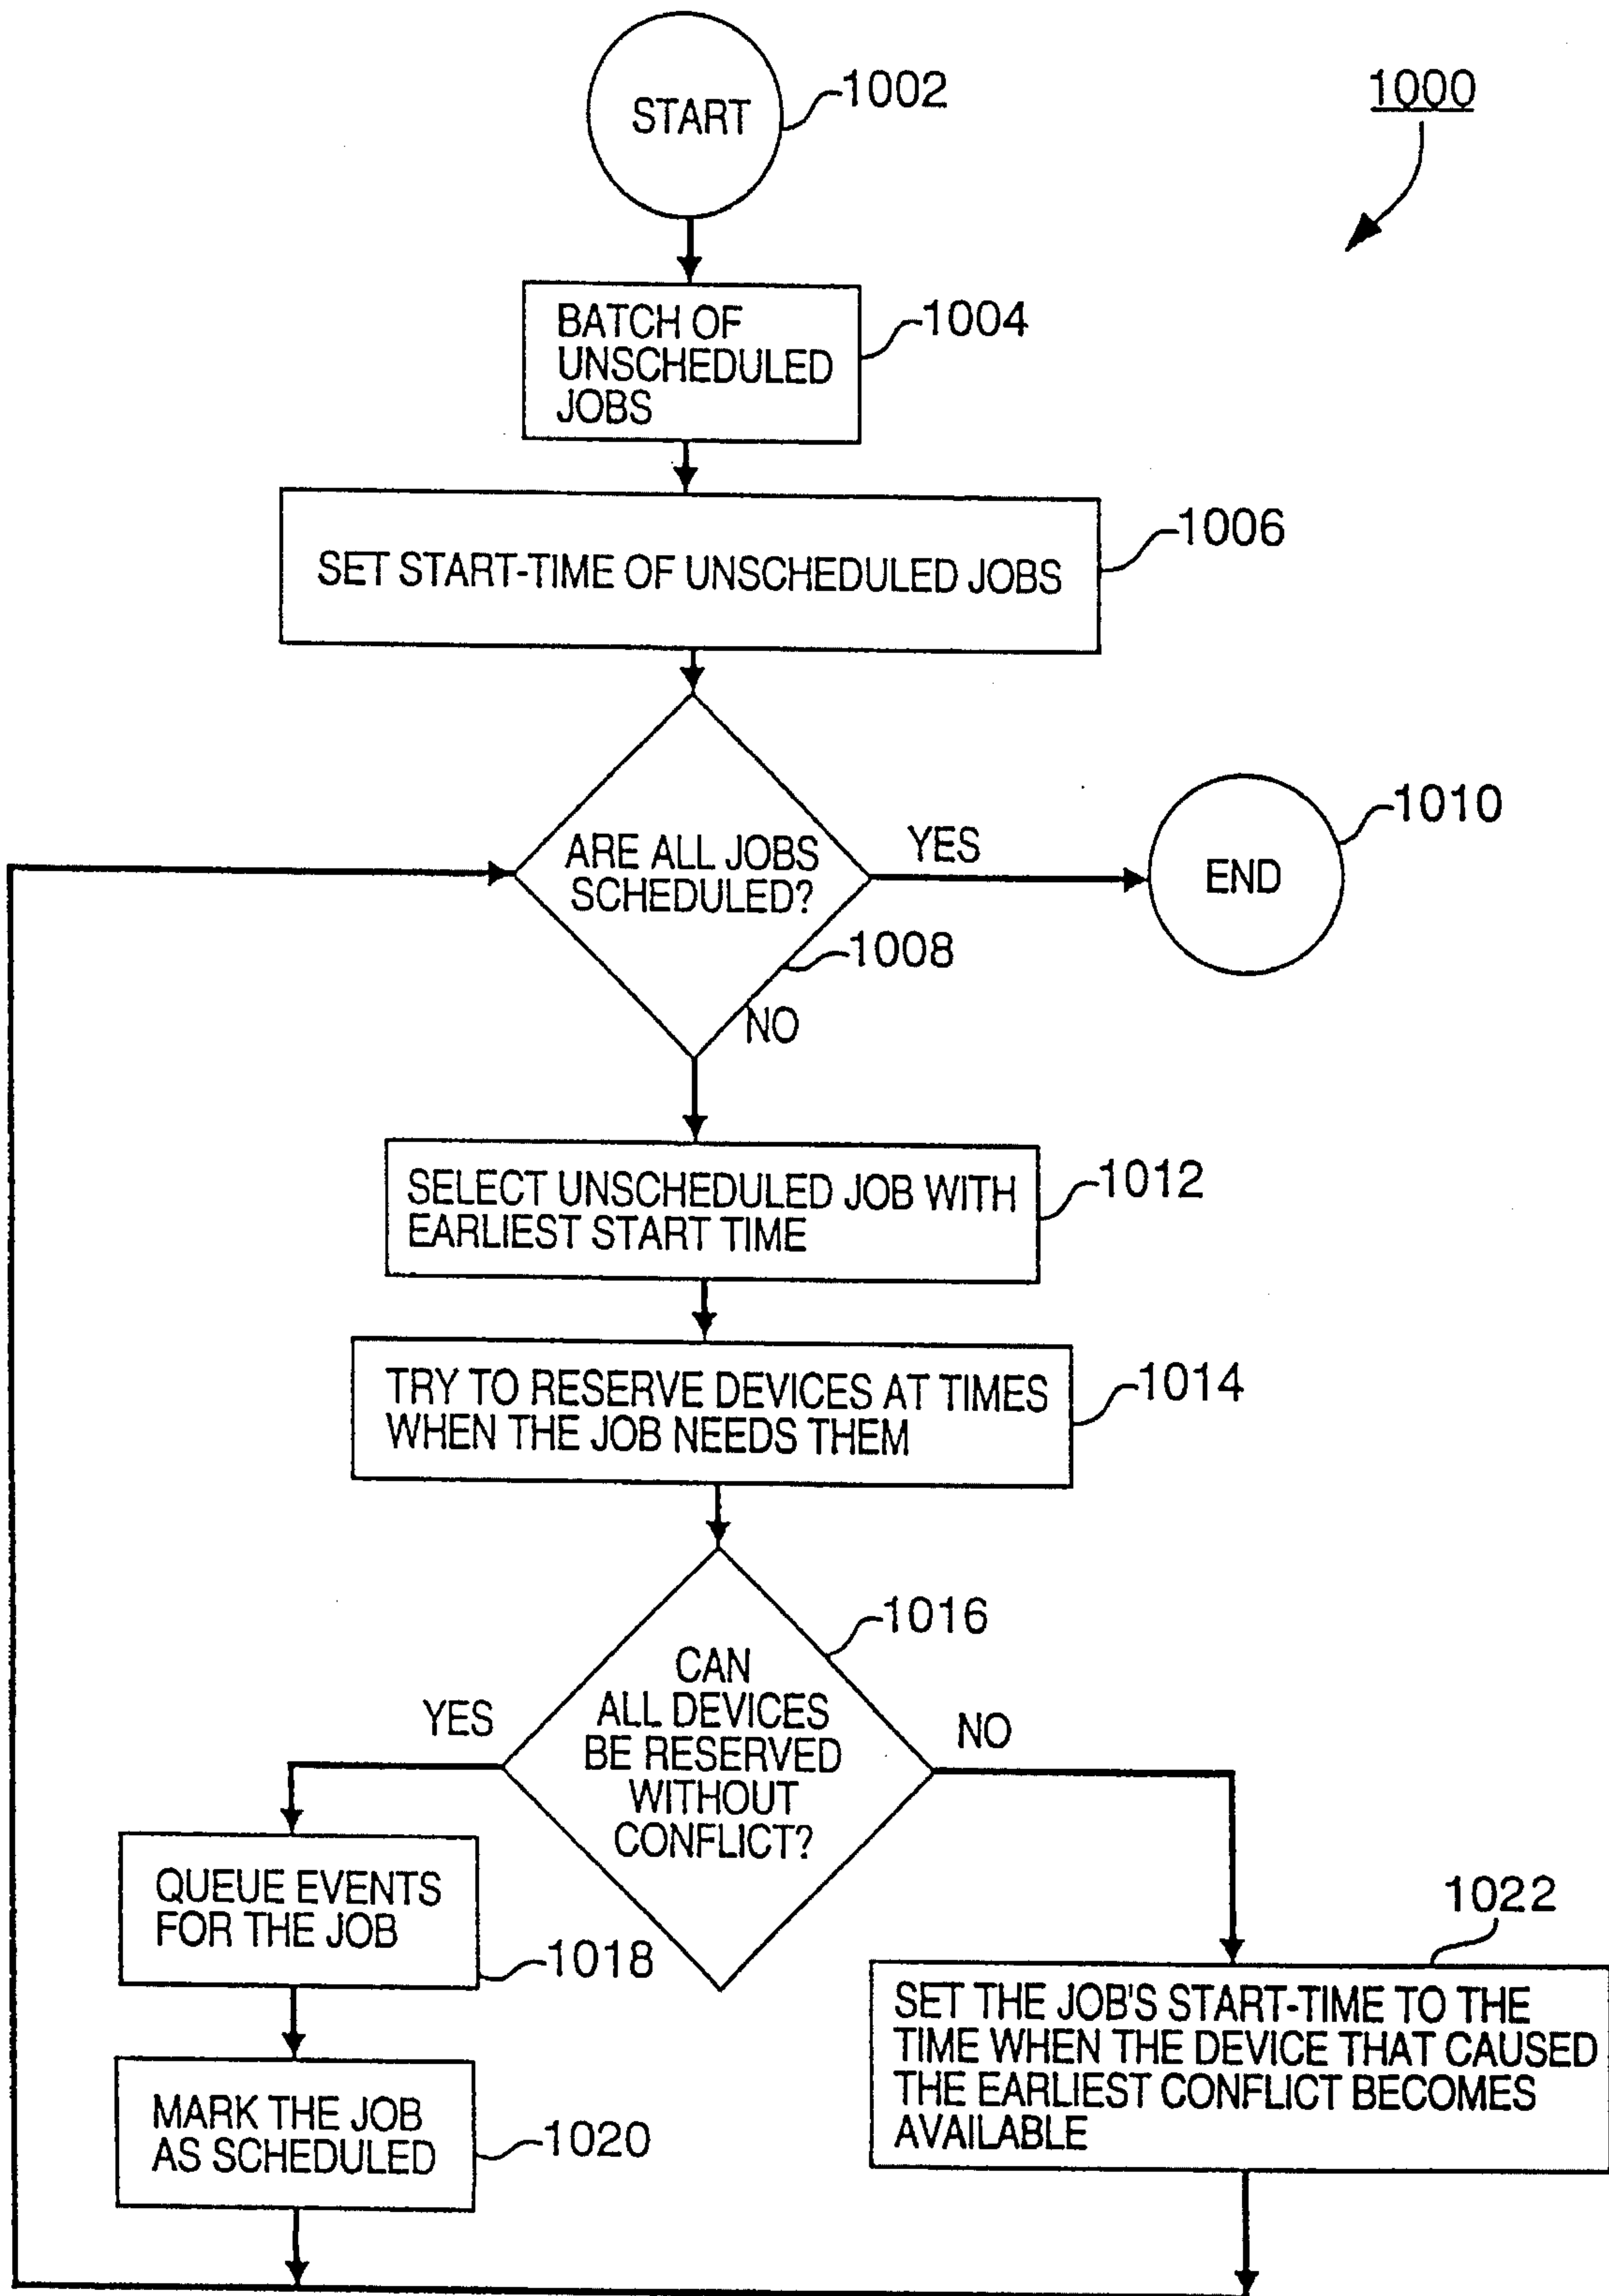 START
1002
1000
BATCH OF
UNSCHEDULED
JOBS
1004
SET START-TIME OF UNSCHEDULED JOBS
1006
ARE ALL JOBS
SCHEDULED?
YES
1008
NO
END
1010
SELECT UNSCHEDULED JOB WITH
EARLIEST START TIME
1012
TRY TO RESERVE DEVICES AT TIMES
WHEN THE JOB NEEDS THEM
1014
CAN
ALL DEVICES
BE RESERVED
WITHOUT
CONFLICT?
1016
YES
NO
QUEUE EVENTS
FOR THE JOB
1018
MARK THE JOB
AS SCHEDULED
1020
1022
SET THE JOB'S START-TIME TO THE
TIME WHEN THE DEVICE THAT CAUSED
THE EARLIEST CONFLICT BECOMES
AVAILABLE